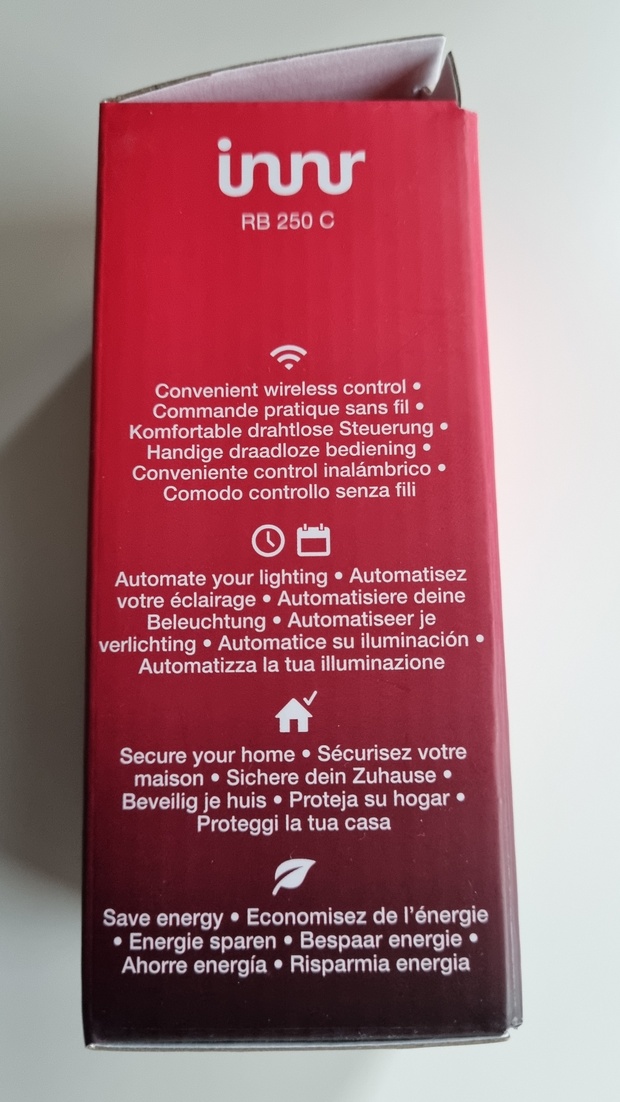 innr
RB 250 C
Convenient wireless control •
Commande pratique sans fil •
Komfortable drahtlose Steuerung •
Handige draadloze bediening •
Conveniente control inalámbrico •
Comodo controllo senza fili
Automate your lighting • Automatisez
votre éclairage • Automatisiere deine
Beleuchtung • Automatiseer je
verlichting • Automatice su iluminación •
Automatizza la tua illuminazione
Secure your home • Sécurisez votre
maison • Sichere dein Zuhause •
Beveilig je huis • Proteja su hogar •
Proteggi la tua casa
Save energy • Economisez de l'énergie
• Energie sparen • Bespaar energie •
Ahorre energía • Risparmia energia